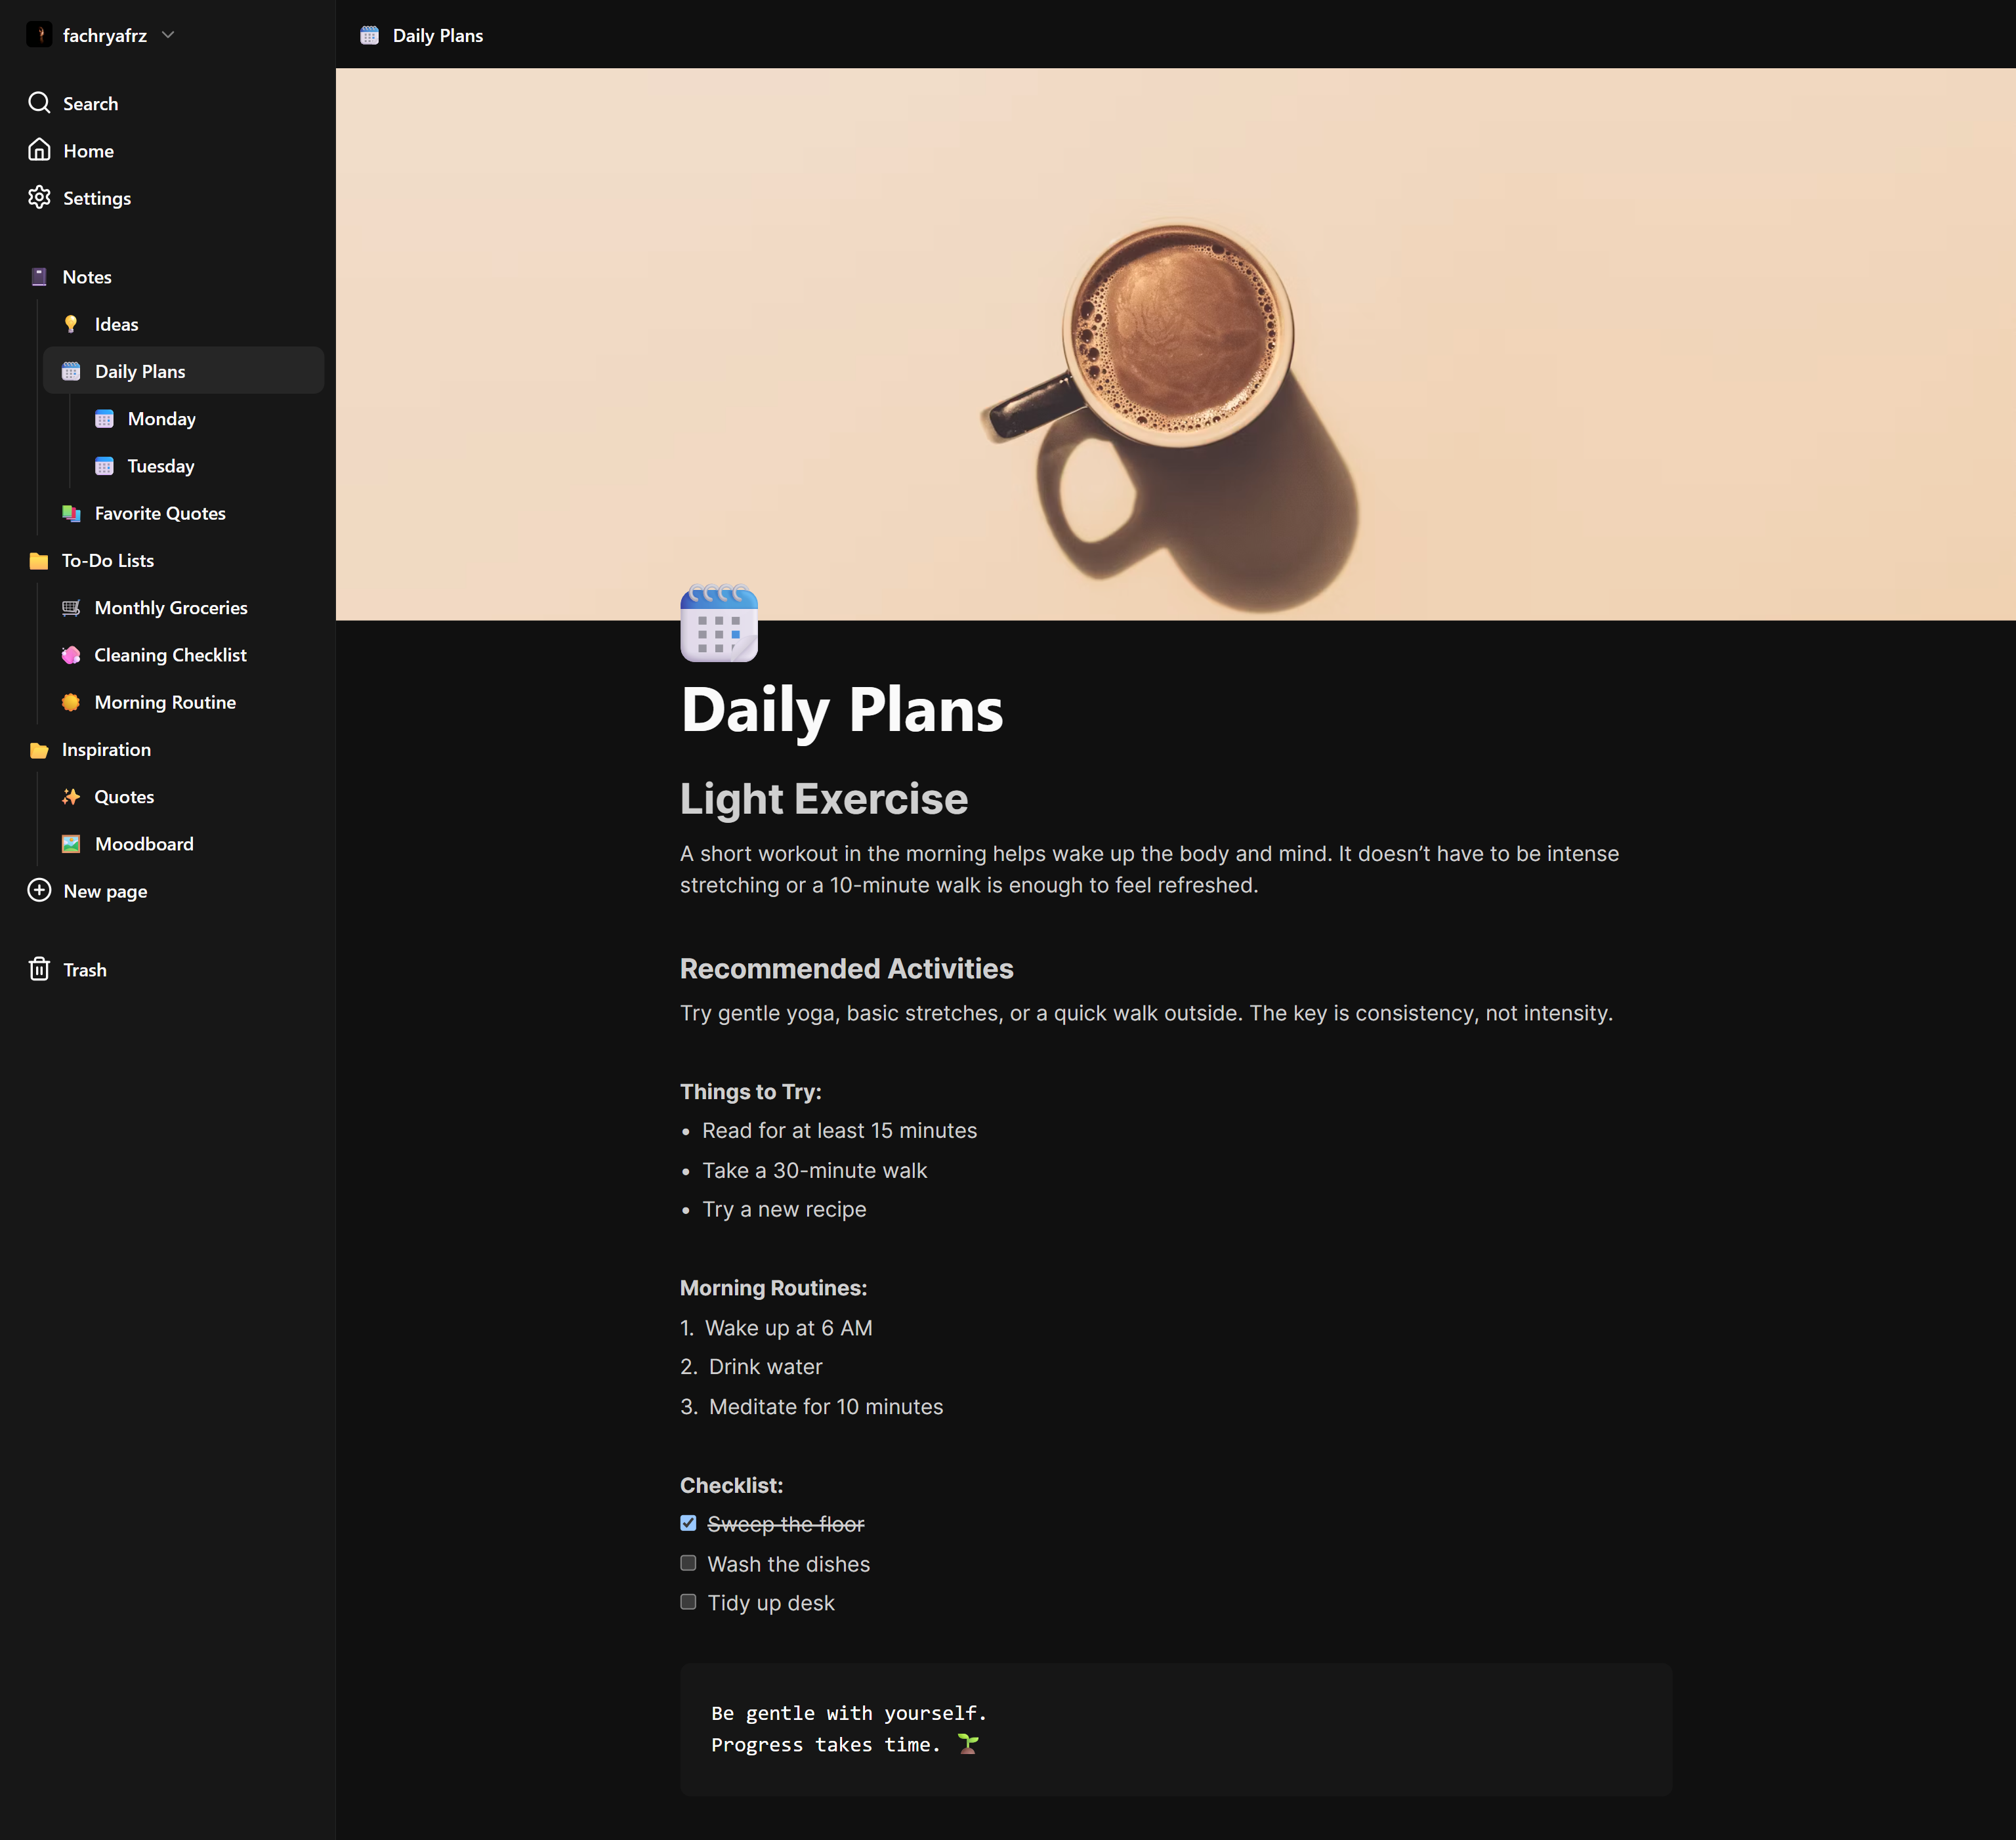 fachryafrz
Search
Home
Settings
Notes
Ideas
Daily Plans
Monday
Tuesday
Favorite Quotes
To-Do Lists
Monthly Groceries
Cleaning Checklist
Morning Routine
Inspiration
Quotes
Moodboard
New page
Trash
Daily Plans
Daily Plans
Light Exercise
A short workout in the morning helps wake up the body and mind. It doesn’t have to be intense
stretching or a 10-minute walk is enough to feel refreshed.
Recommended Activities
Try gentle yoga, basic stretches, or a quick walk outside. The key is consistency, not intensity.
Things to Try:
• Read for at least 15 minutes
• Take a 30-minute walk
• Try a new recipe
Morning Routines:
1. Wake up at 6 AM
2. Drink water
3. Meditate for 10 minutes
Checklist:
Sweep the floor
Wash the dishes
Tidy up desk
Be gentle with yourself.
Progress takes time. 🌱